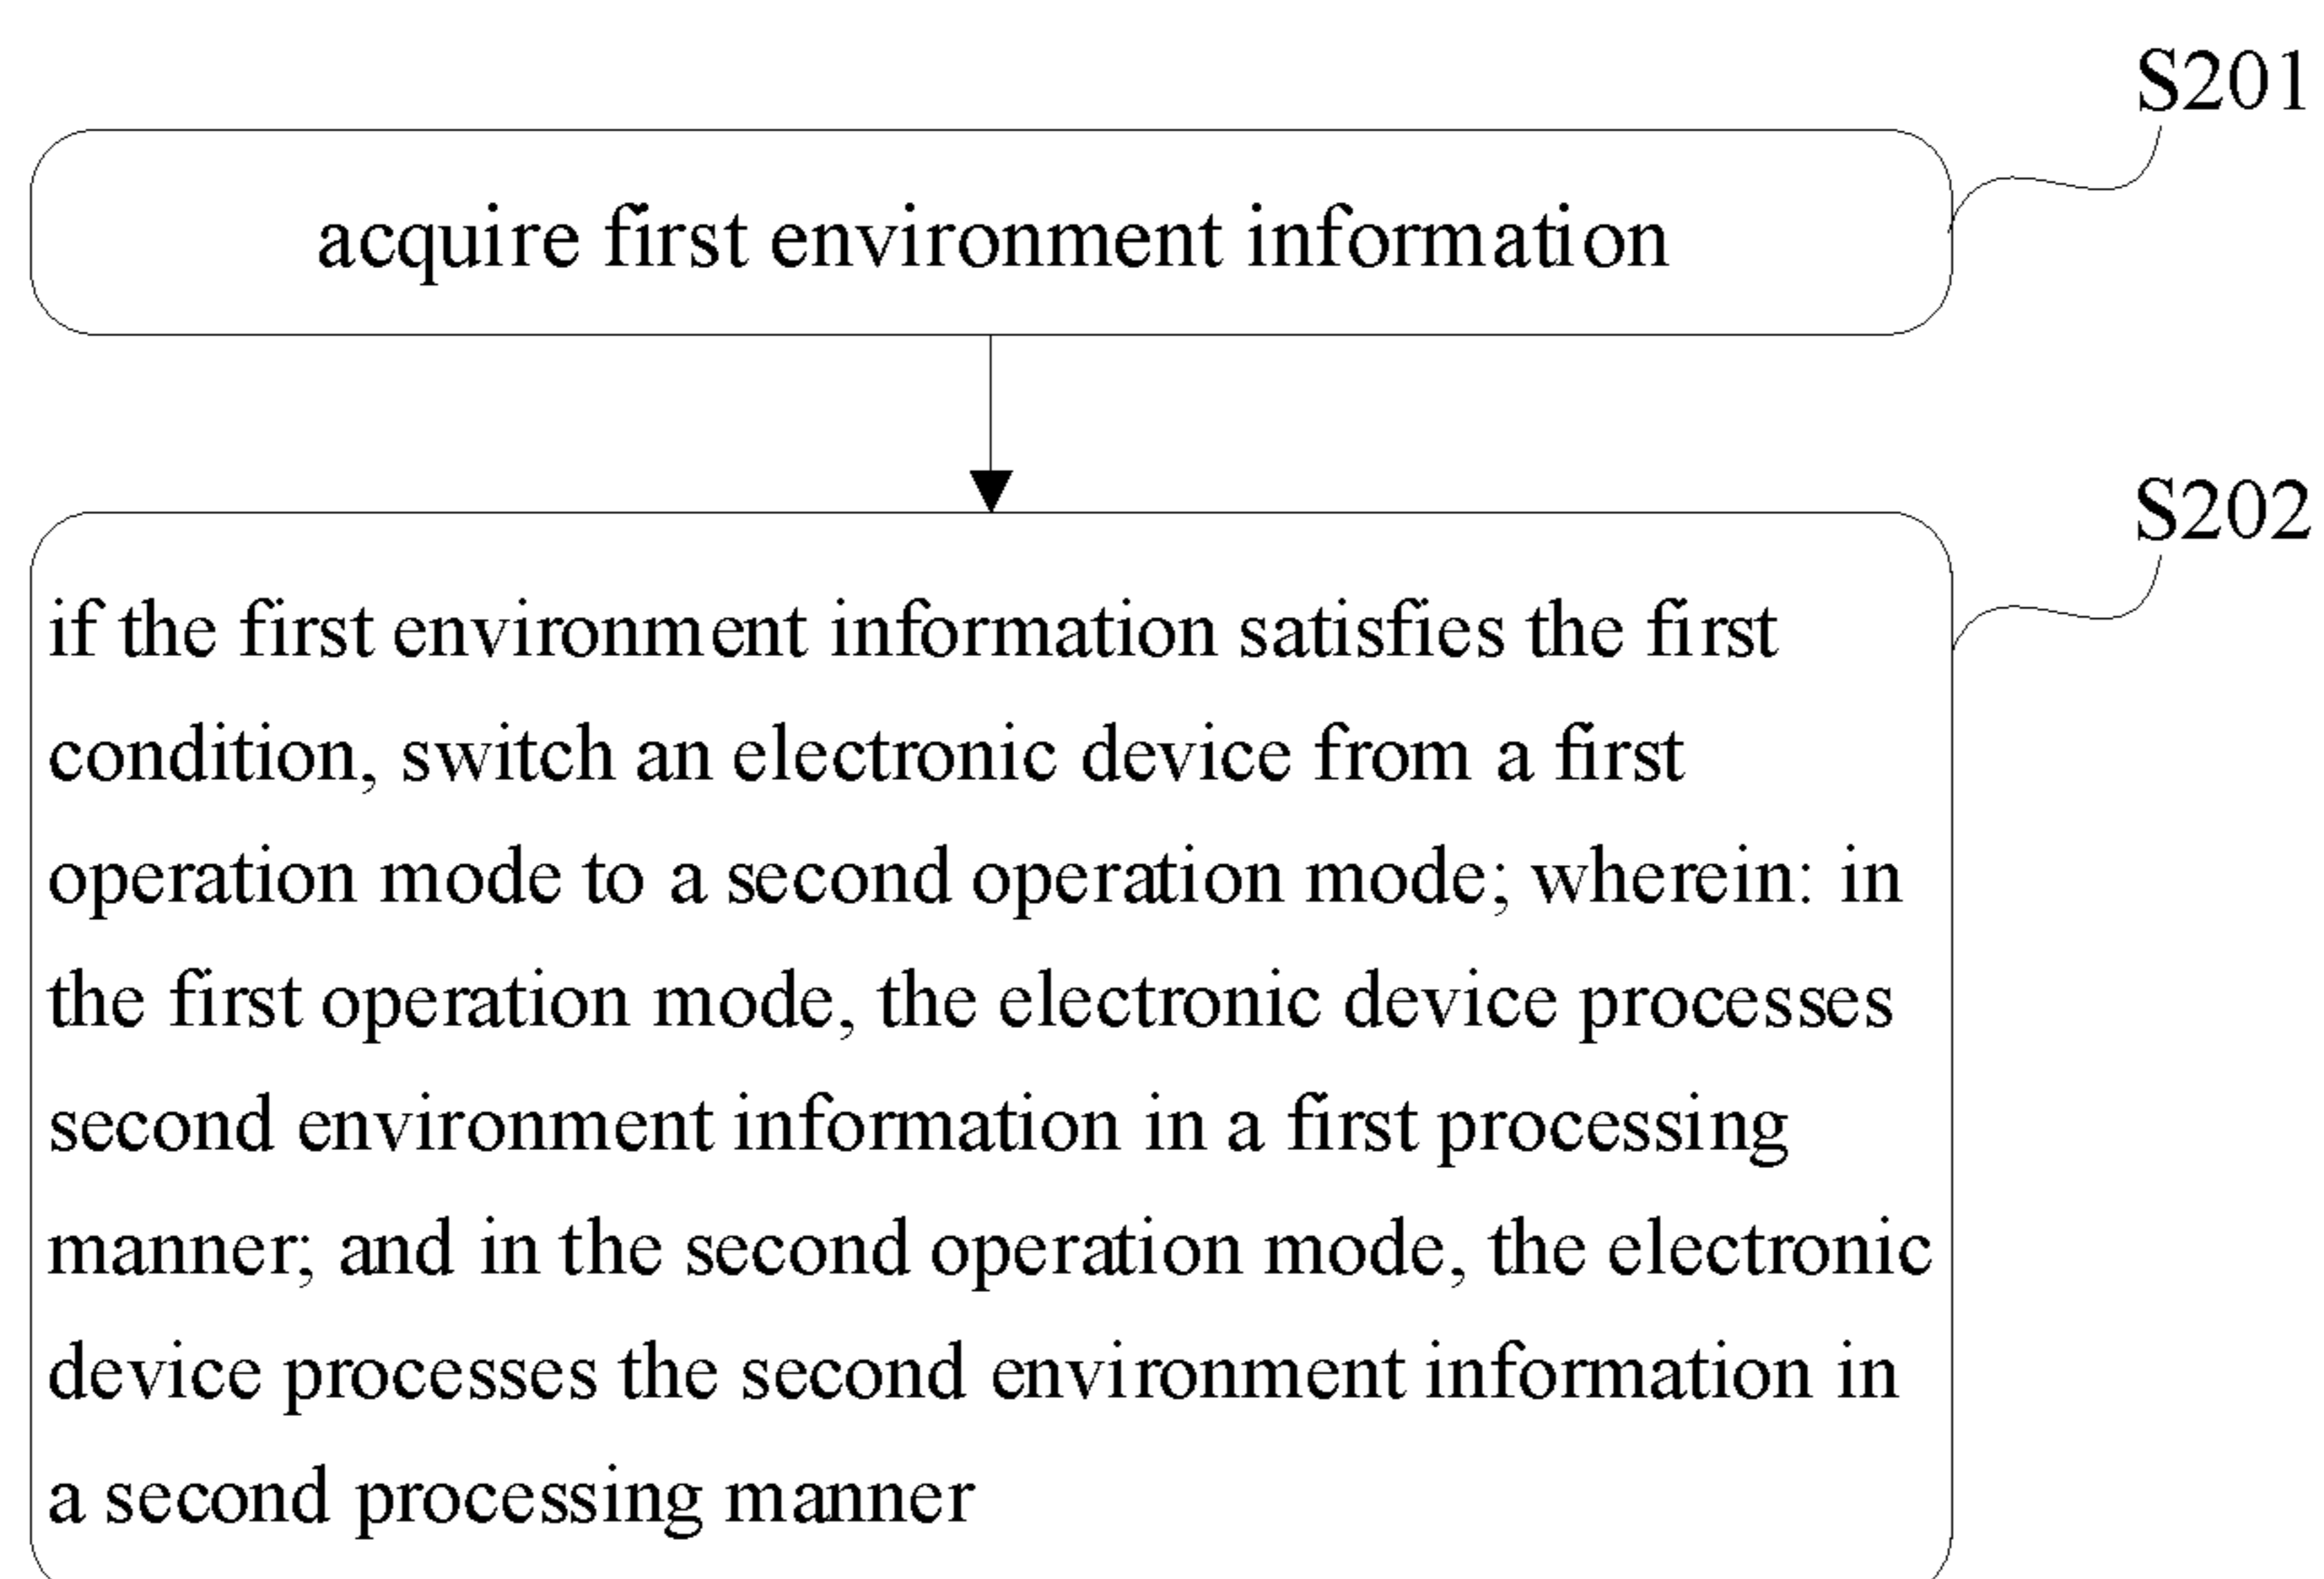 S201
acquire first environment information
S202
if the first environment information satisfies the first
condition, switch an electronic device from a first
operation mode to a second operation mode; wherein: in
the first operation mode, the electronic device processes
second environment information in a first processing
manner; and in the second operation mode, the electronic
device processes the second environment information in
a second processing manner